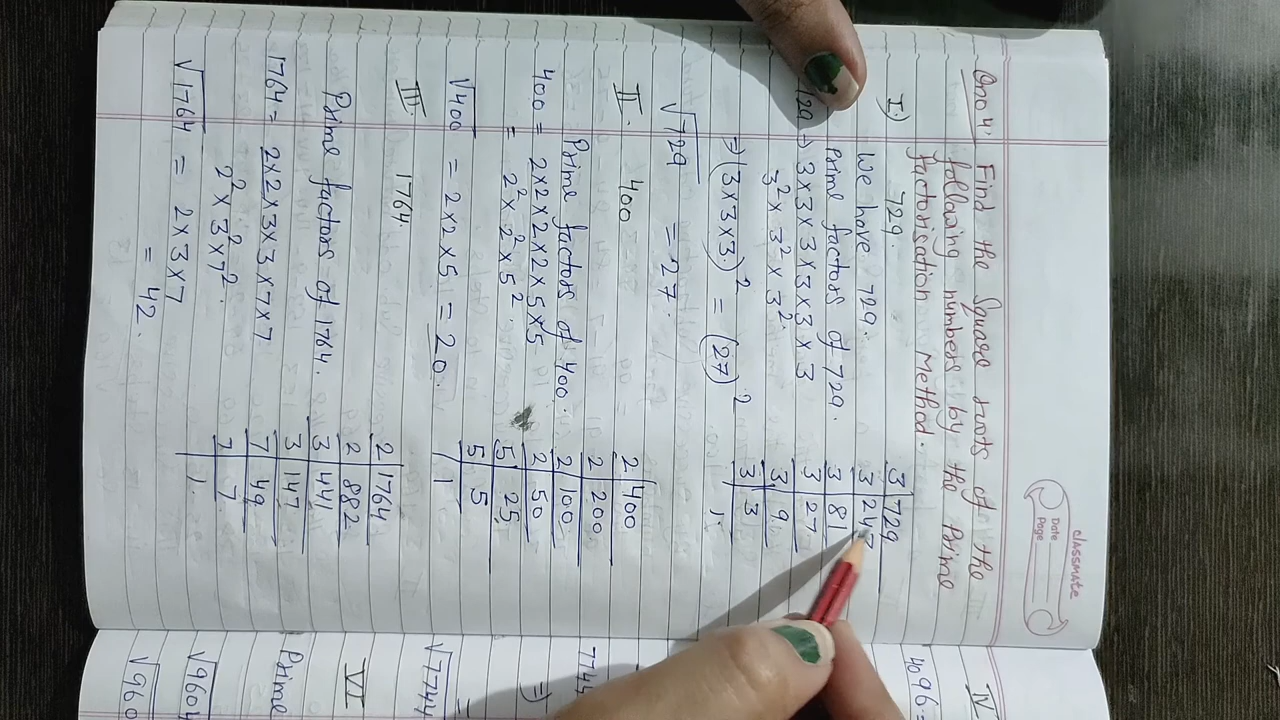 classmate
Date
Page
Qno 4. Find the square roots of the
following numbers by the Prime
factorisation Method.
I.) 729.
3 729
We have 729.
3 24
Prime factors of 729.
3 81
729 ⇒ 3×3×3×3×3×3
3 27
3² × 3² × 3²
3 9
⇒ (3×3×3)² = (27)²
3 3
1.
√729 = 27.
II. 400
2 400
2 200
Prime factors of 400.
2 100
400 = 2×2×2×2×5×5
2 50
= 2² × 2² × 5².
5 25
5 5
√400 = 2×2×5 = 20.
1
III. 1764.
2 1764
2 882
Prime factors of 1764.
3 441
3 147
1764 = 2×2×3×3×7×7
7 49
2² × 3² × 7².
7 7
√1764 = 2×3×7
1.
= 42.
IV
4096=
7744
⇒
√7744
=
VI
Prime
√9604
√960